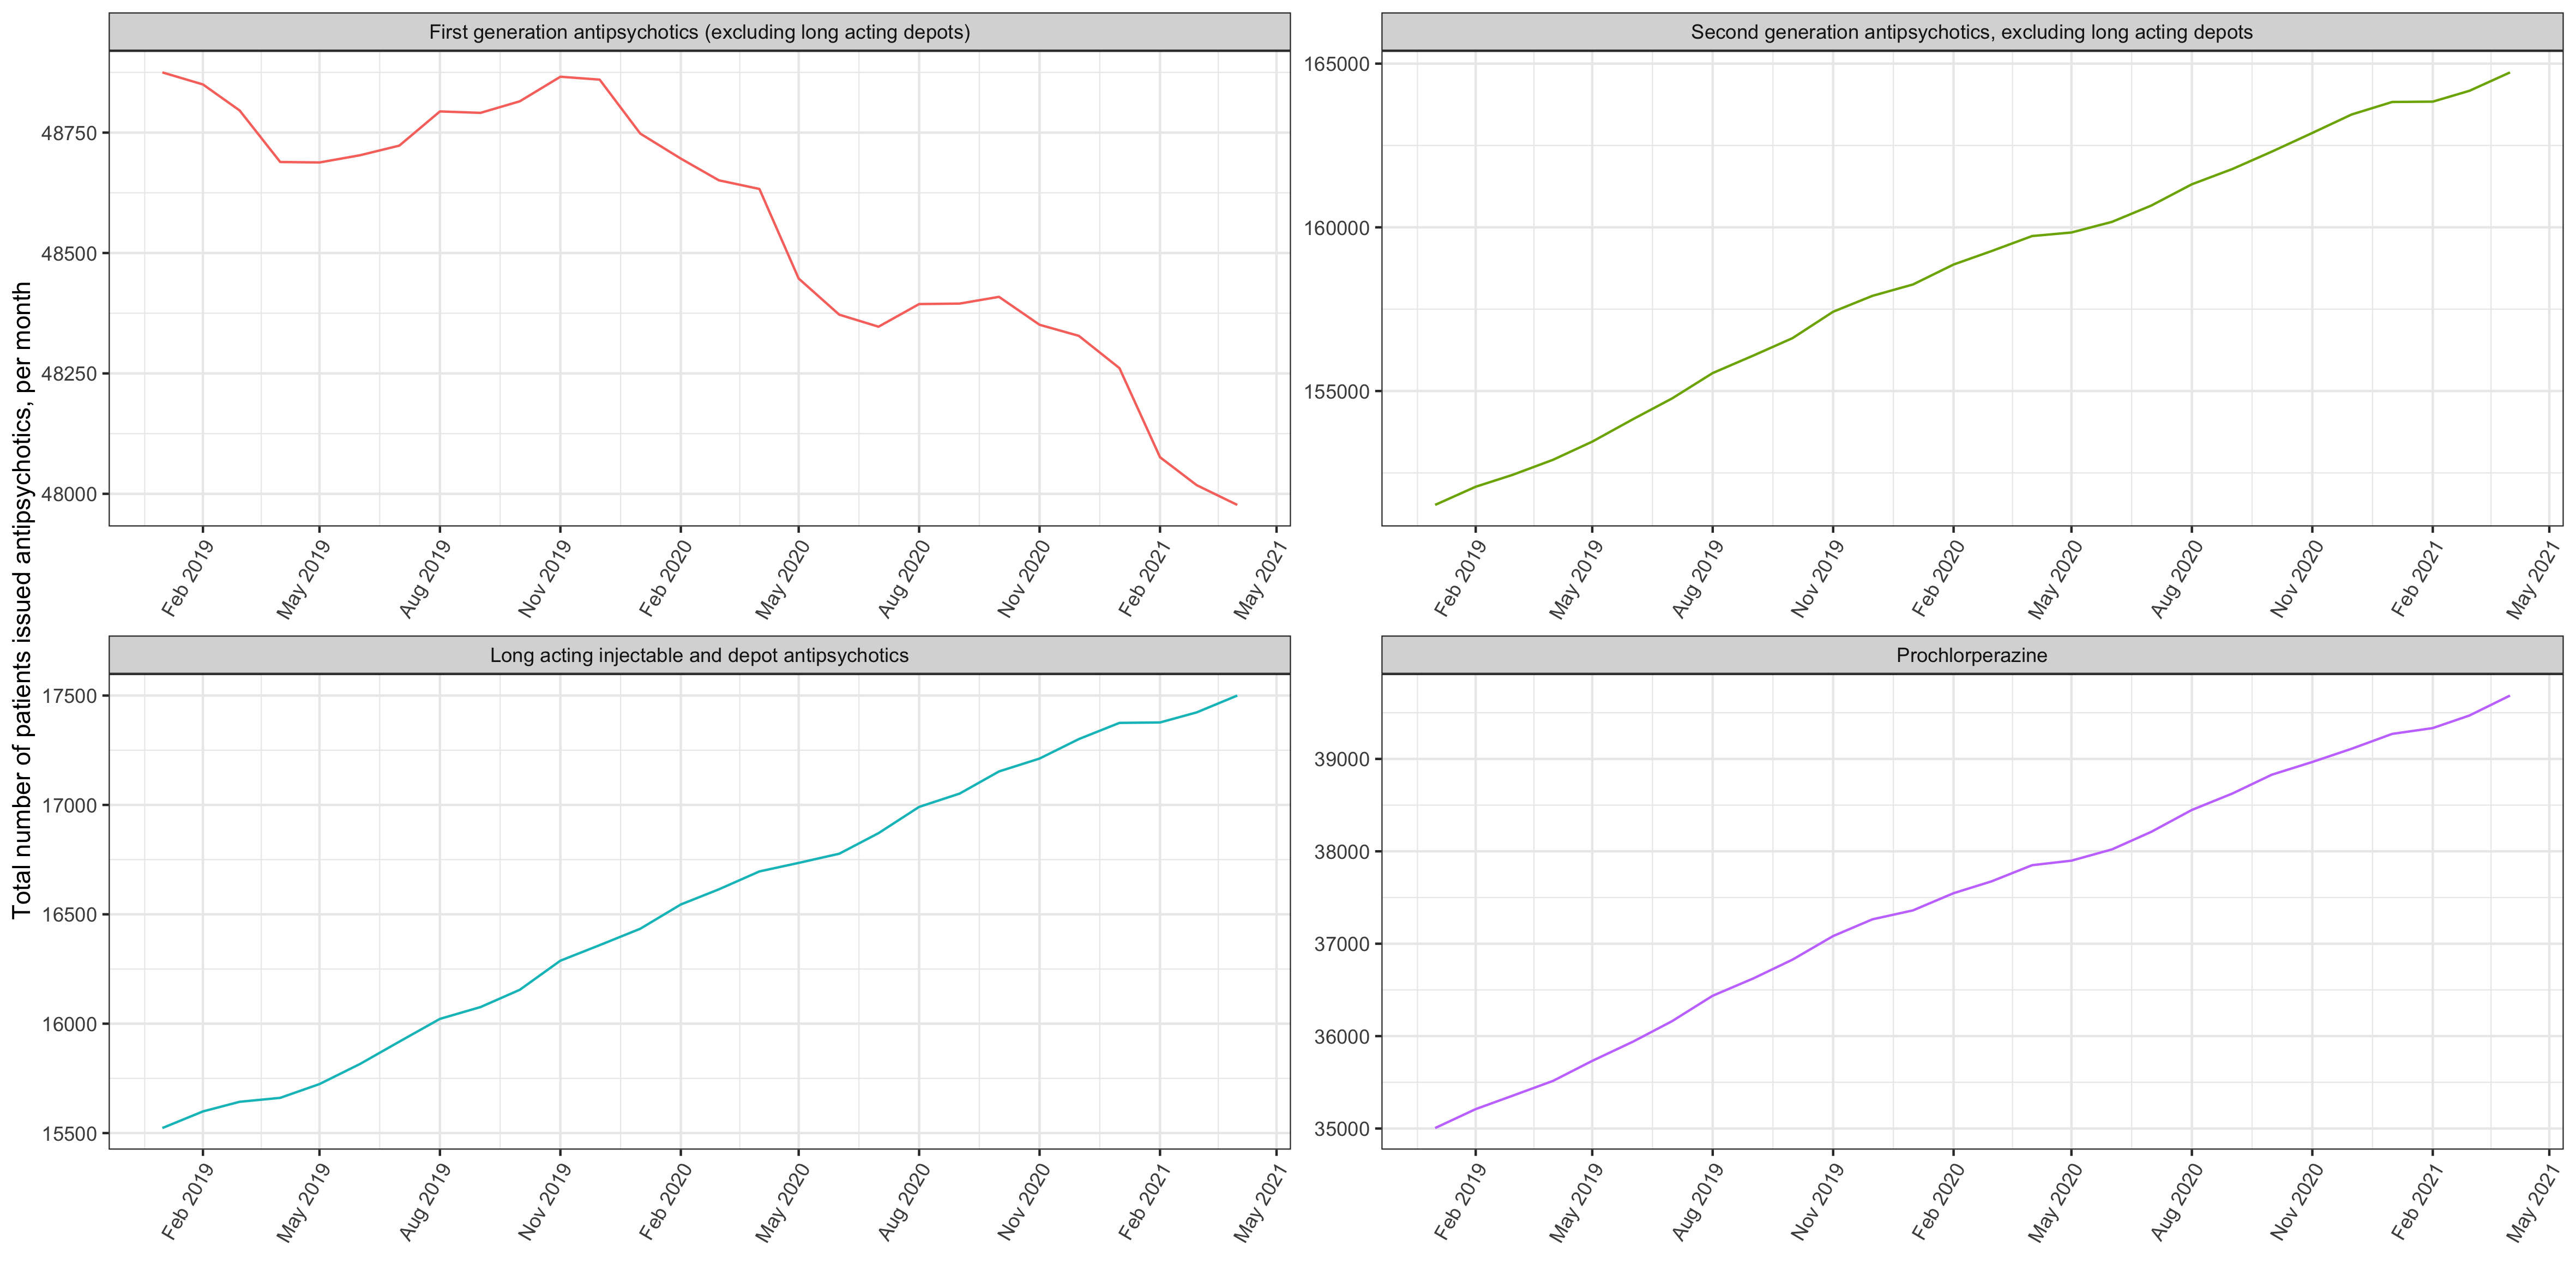 Total number of patients issued antipsychotics, per month
First generation antipsychotics (excluding long acting depots)
48750
48500
48250
48000
Feb 2019
May 2019
Aug 2019
Nov 2019
Feb 2020
May 2020
Aug 2020
Nov 2020
Feb 2021
May 2021
Second generation antipsychotics, excluding long acting depots
165000
160000
155000
Feb 2019
May 2019
Aug 2019
Nov 2019
Feb 2020
May 2020
Aug 2020
Nov 2020
Feb 2021
May 2021
Long acting injectable and depot antipsychotics
17500
17000
16500
16000
15500
Feb 2019
May 2019
Aug 2019
Nov 2019
Feb 2020
May 2020
Aug 2020
Nov 2020
Feb 2021
May 2021
Prochlorperazine
39000
38000
37000
36000
35000
Feb 2019
May 2019
Aug 2019
Nov 2019
Feb 2020
May 2020
Aug 2020
Nov 2020
Feb 2021
May 2021